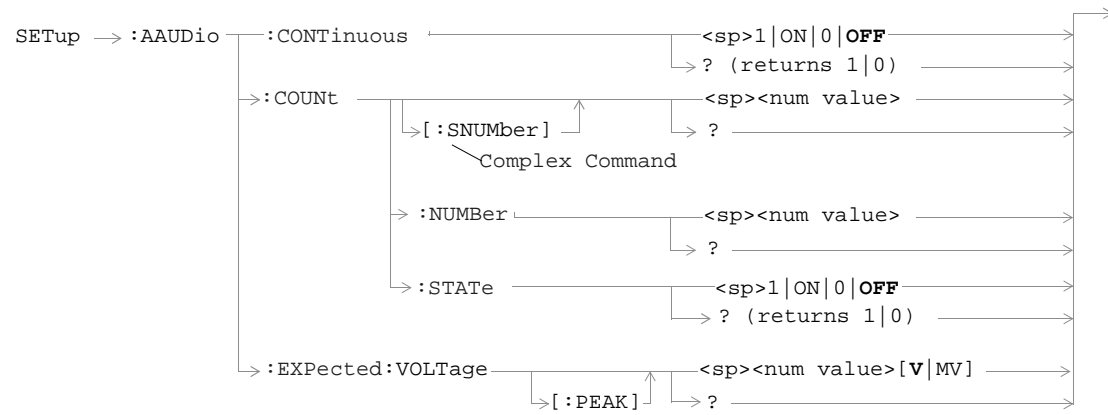 SETup :AAUDio :CONTinuous <sp>1|ON|0|OFF
? (returns 1|0)
:COUNt <sp><num value>
[:SNUMber] ?
Complex Command
:NUMBer <sp><num value>
?
:STATe <sp>1|ON|0|OFF
? (returns 1|0)
:EXPected:VOLTage <sp><num value>[V|MV]
[:PEAK] ?